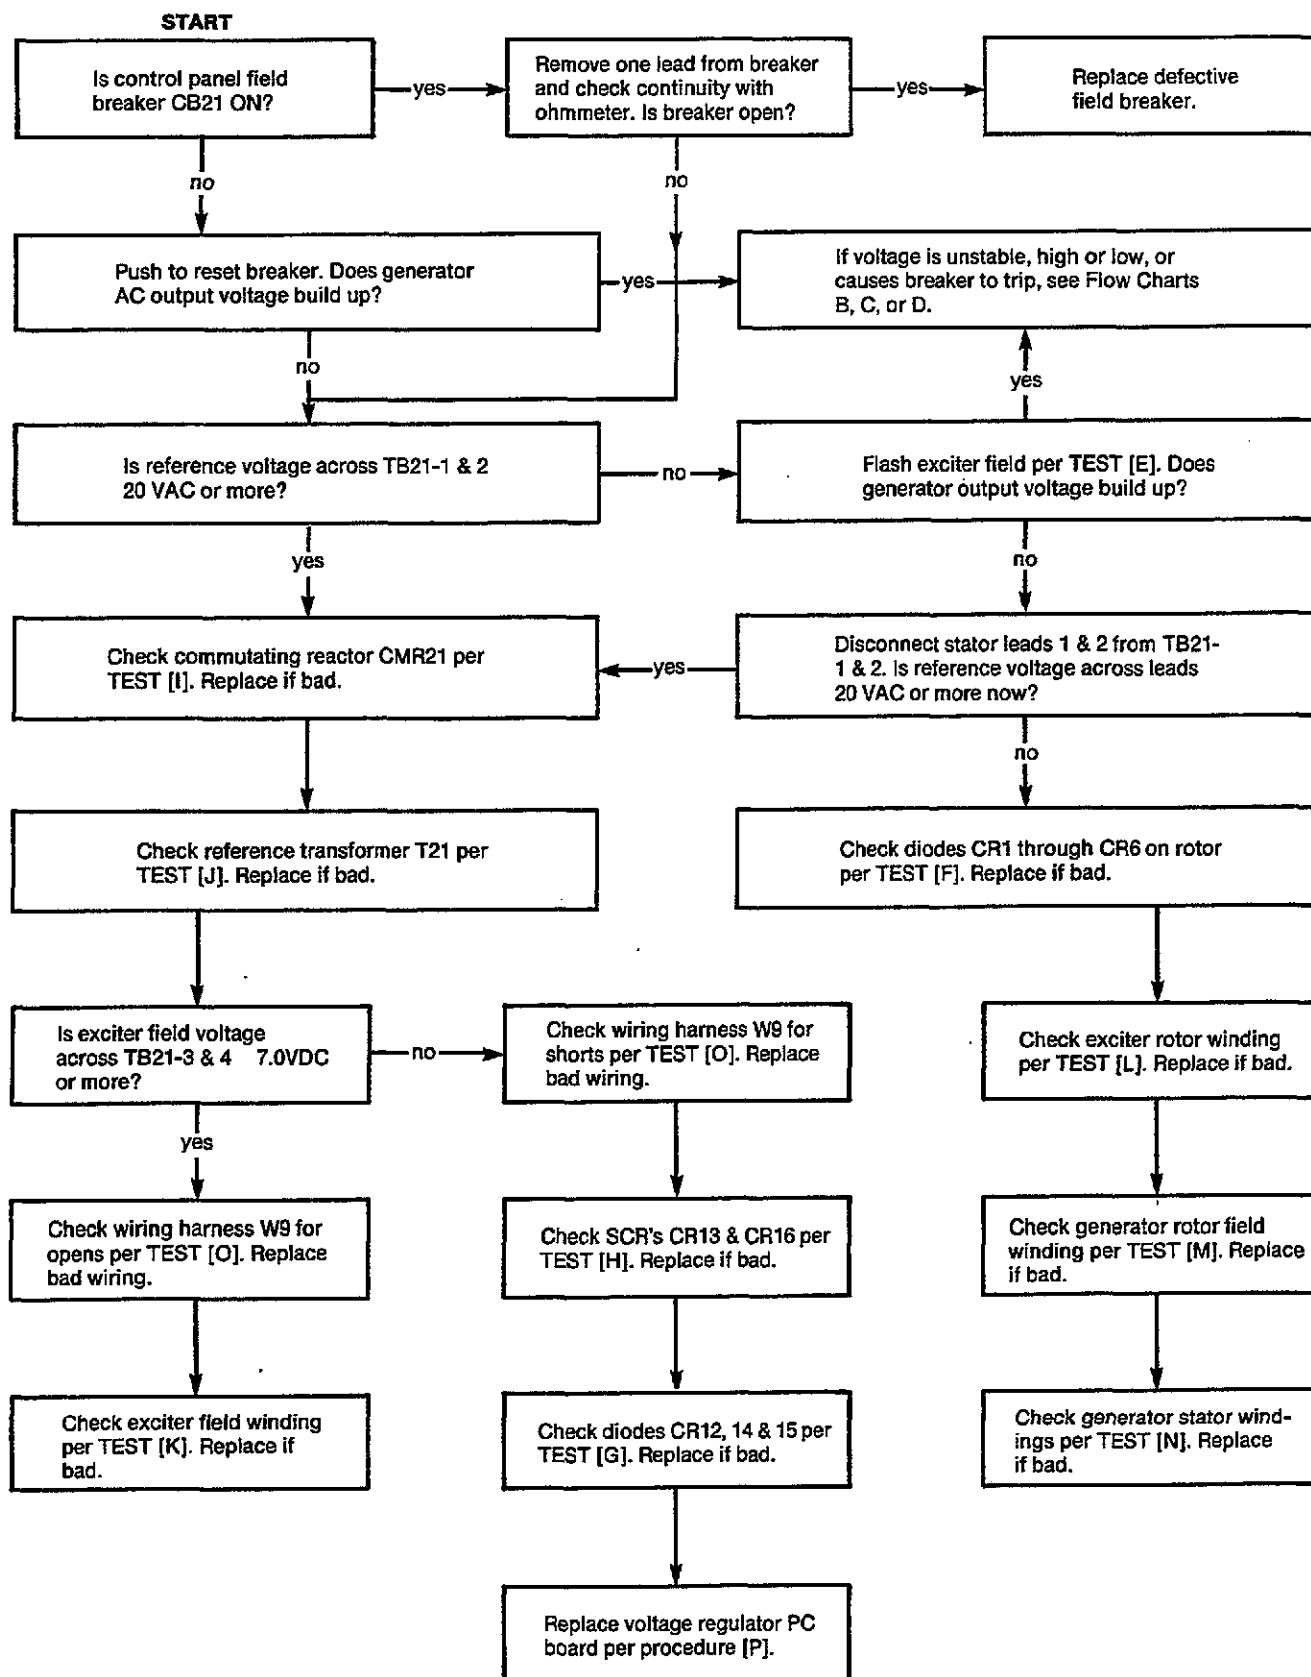 START
Is control panel field
breaker CB21 ON?
yes
Remove one lead from breaker
and check continuity with
ohmmeter. Is breaker open?
yes
Replace defective
field breaker.
no
no
Push to reset breaker. Does generator
AC output voltage build up?
yes
If voltage is unstable, high or low, or
causes breaker to trip, see Flow Charts
B, C, or D.
no
yes
Is reference voltage across TB21-1 & 2
20 VAC or more?
no
Flash exciter field per TEST [E]. Does
generator output voltage build up?
yes
no
Check commutating reactor CMR21 per
TEST [I]. Replace if bad.
yes
Disconnect stator leads 1 & 2 from TB21-
1 & 2. Is reference voltage across leads
20 VAC or more now?
no
Check reference transformer T21 per
TEST [J]. Replace if bad.
Check diodes CR1 through CR6 on rotor
per TEST [F]. Replace if bad.
Is exciter field voltage
across TB21-3 & 4 7.0VDC
or more?
no
Check wiring harness W9 for
shorts per TEST [O]. Replace
bad wiring.
Check exciter rotor winding
per TEST [L]. Replace if bad.
yes
Check wiring harness W9 for
opens per TEST [O]. Replace
bad wiring.
Check SCR's CR13 & CR16 per
TEST [H]. Replace if bad.
Check generator rotor field
winding per TEST [M]. Replace
if bad.
Check exciter field winding
per TEST [K]. Replace if
bad.
Check diodes CR12, 14 & 15 per
TEST [G]. Replace if bad.
Check generator stator wind-
ings per TEST [N]. Replace
if bad.
Replace voltage regulator PC
board per procedure [P].